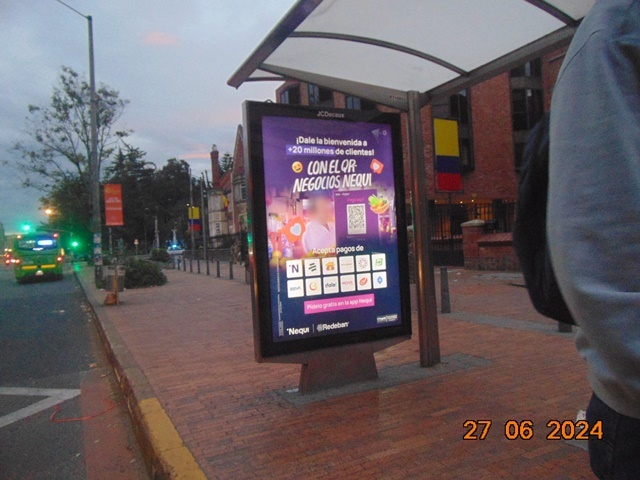 JCDecaux
¡Dale la bienvenida a
+20 millones de clientes!
CON EL QR
NEGOCIOS NEQUI
Acepta pagos de
Pídelo gratis en la app Nequi
Nequi | Redeban
27 06 2024